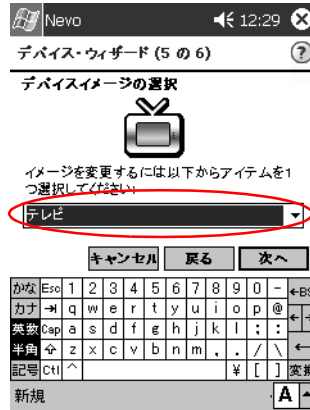 Nevo 12:29
デバイス・ウィザード (5 の 6) ?
デバイスイメージの選択
イメージを変更するには以下からアイテムを1
つ選択してください:
テレビ
キャンセル 戻る 次へ
かな Esc 1 2 3 4 5 6 7 8 9 0 - ←BS
カナ q w e r t y u i o p @
英数 Cap a s d f g h j k l ; :
半角 z x c v b n m , . / \
記号 Ctl ^ ¥ [ ] 変換
新規 A